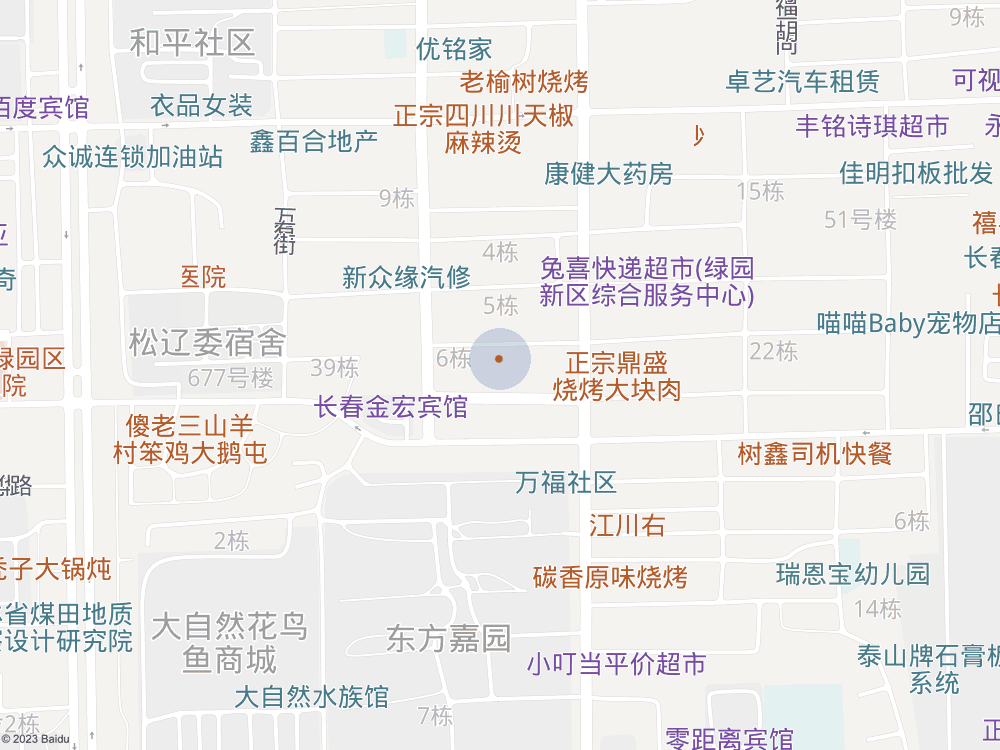 9栋
福
胡
同
和平社区
优铭家
老榆树烧烤
卓艺汽车租赁
可视
百度宾馆
衣品女装
正宗四川川天椒
麻辣烫
丰铭诗琪超市
永
鑫百合地产
众诚连锁加油站
康健大药房
佳明扣板批发
15栋
9栋
51号楼
万
街
4栋
长春
医院
新众缘汽修
兔喜快递超市(绿园
新区综合服务中心)
奇
5栋
喵喵Baby宠物店
松辽委宿舍
绿园区
院
39栋
6栋
22栋
677号楼
正宗鼎盛
烧烤大块肉
长春金宏宾馆
傻老三山羊
村笨鸡大鹅屯
树鑫司机快餐
路
万福社区
江川右
6栋
2栋
秃子大锅炖
碳香原味烧烤
瑞恩宝幼儿园
14栋
省煤田地质
设计研究院
大自然花鸟
鱼商城
东方嘉园
小叮当平价超市
泰山牌石膏板
系统
大自然水族馆
7栋
2栋
零距离宾馆
© 2023 Baidu